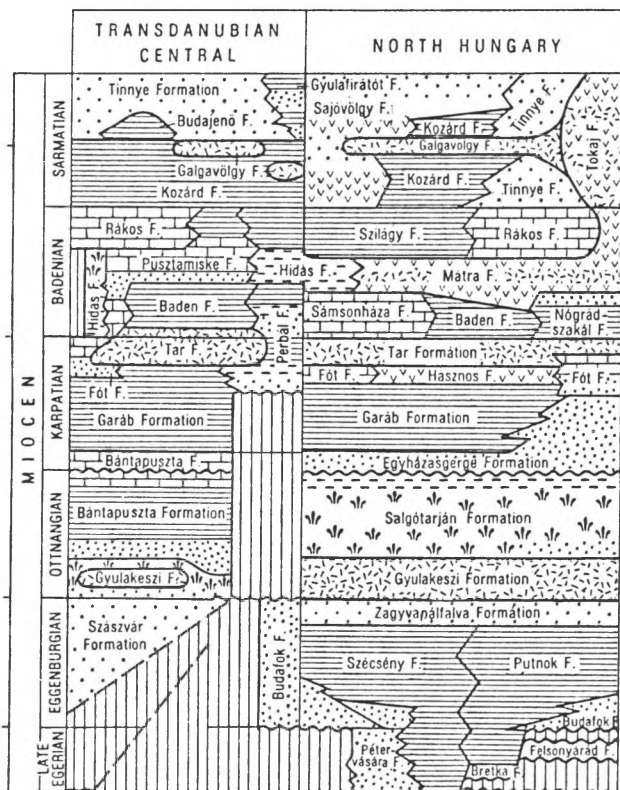 TRANSDANUBIAN
CENTRAL
NORTH HUNGARY
MIOCEN
SARMATIAN
BADENIAN
KARPATIAN
OTTNANGIAN
EGGENBURGIAN
LATE
EGERIAN
Tinnye Formation
Budajenő F.
Galgavölgy F.
Kozárd F.
Rákos F.
Pusztamiske F.
Hidas F.
Baden F.
Perbál F.
Tar F.
Fót F.
Garáb Formation
Bántapuszta F.
Bántapuszta Formation
Gyulakeszi F.
Szászvár
Formation
Budafok F.
Gyulafirátót F.
Sajóvölgy F.
Kozárd F.
Tinnye F.
Tokaj F.
Galgavölgy F.
Kozárd F.
Tinnye F.
Szilágy F.
Rákos F.
Hidás F.
Mátra F.
Sámsonháza F.
Baden F.
Nógrád
szakál F.
Tar Formation
Fót F.
Hasznos F.
Fót F.
Garáb Formation
Egyházasgerge Formation
Salgótarján Formation
Gyulakeszi Formation
Zagyvapálfalva Formation
Szécsény F.
Putnok F.
Budafok
Péter-
vására F.
Bretka F.
Felsonyárád F.